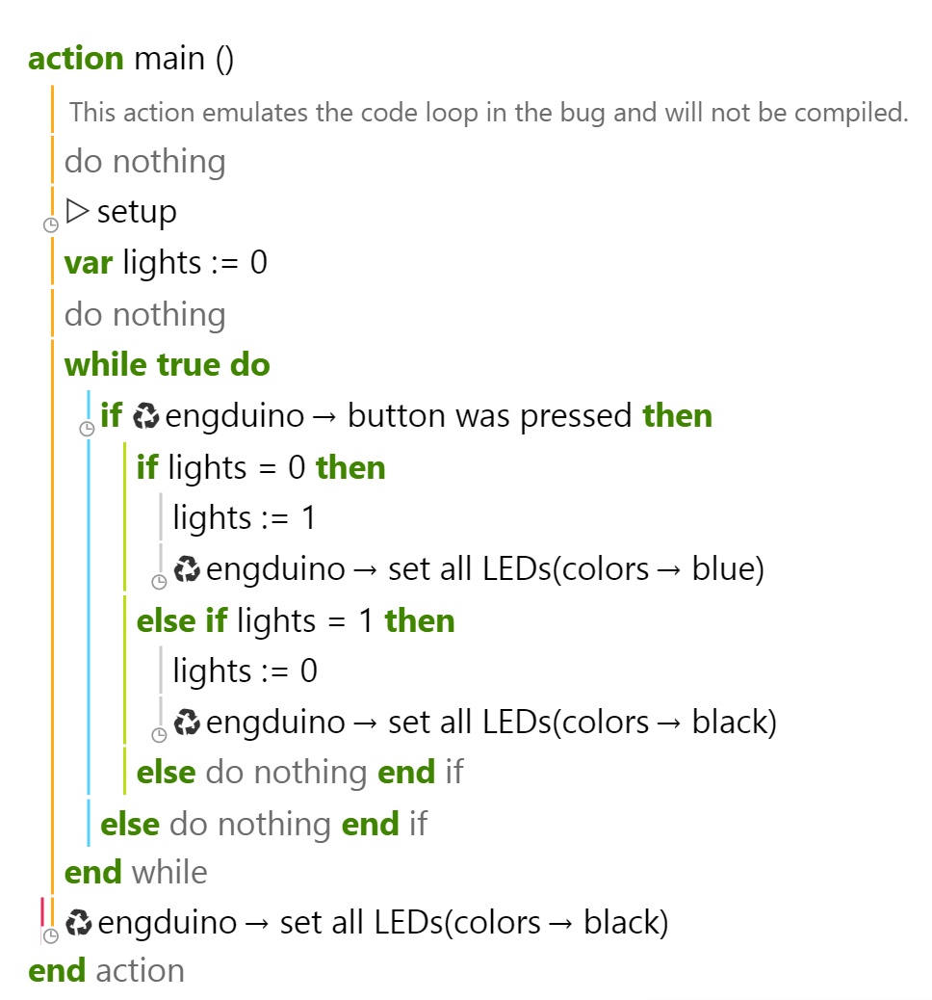 action main ()
This action emulates the code loop in the bug and will not be compiled.
do nothing
setup
var lights := 0
do nothing
while true do
if engduino → button was pressed then
if lights = 0 then
lights := 1
engduino → set all LEDs(colors → blue)
else if lights = 1 then
lights := 0
engduino → set all LEDs(colors → black)
else do nothing end if
else do nothing end if
end while
engduino → set all LEDs(colors → black)
end action